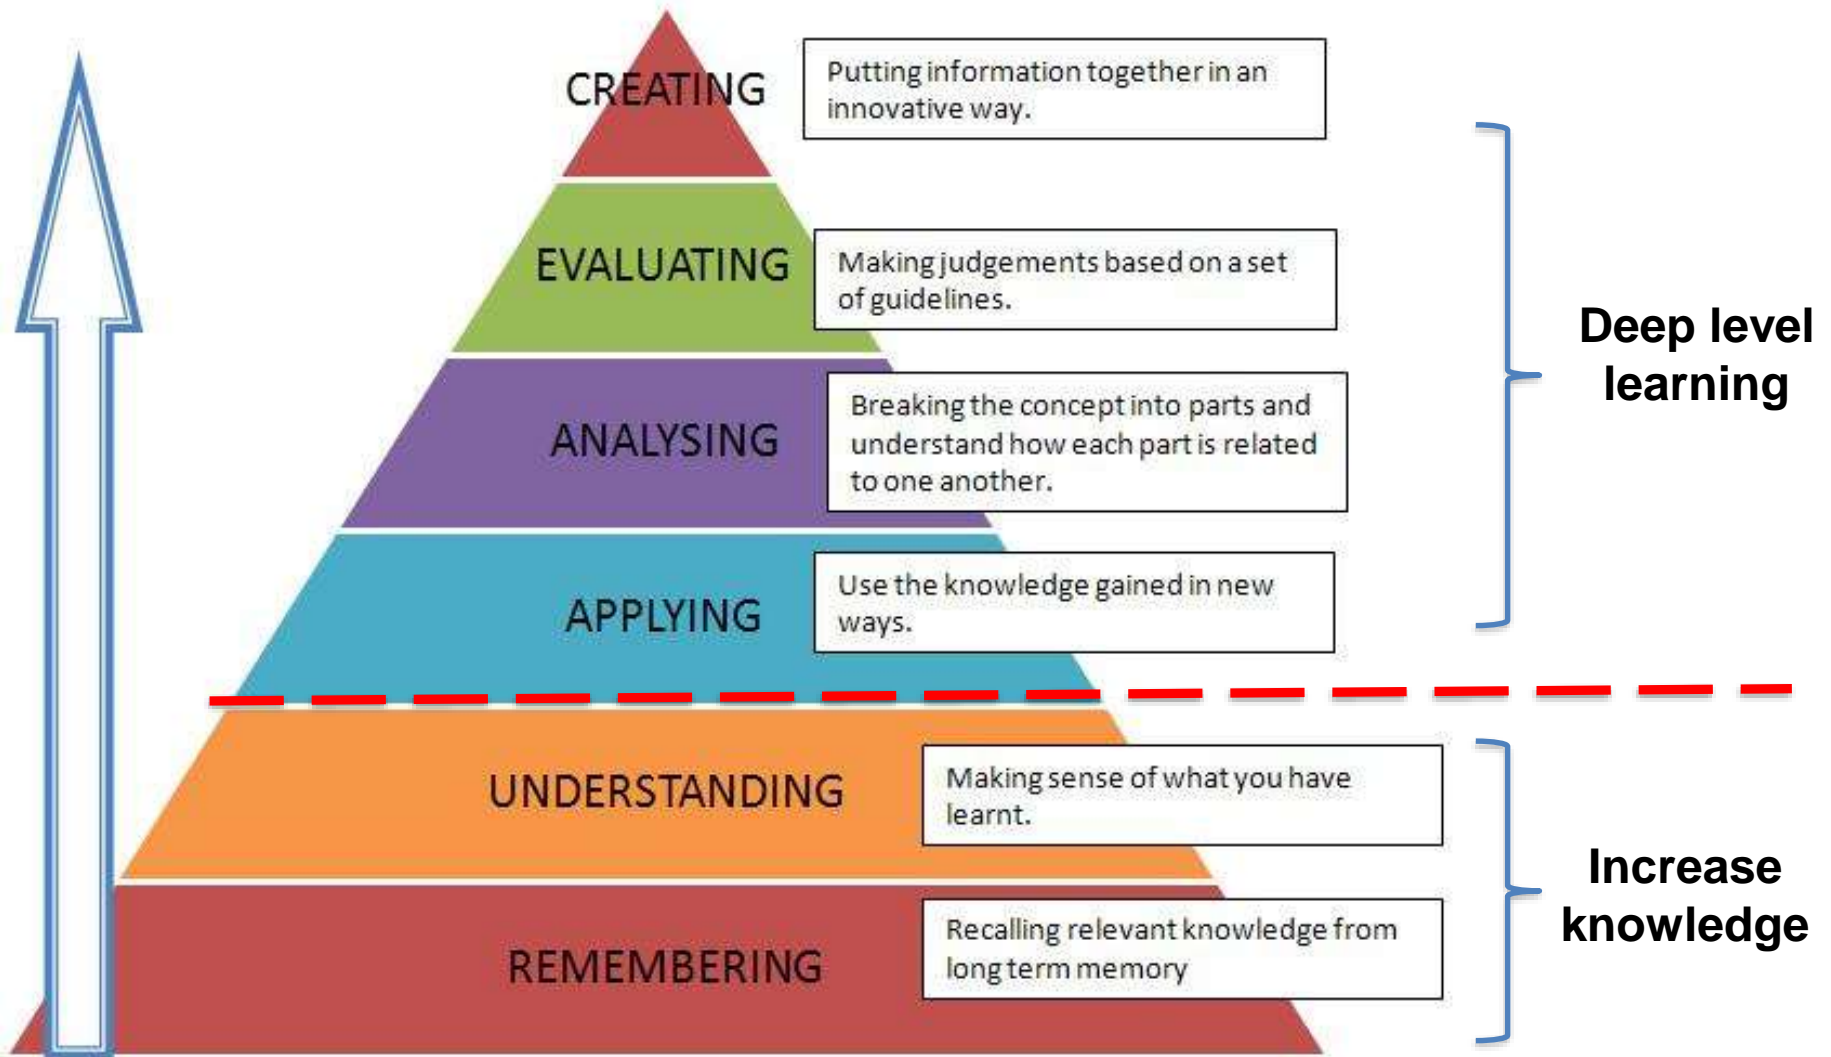 CREATING
Putting information together in an
innovative way.
EVALUATING
Making judgements based on a set
of guidelines.
Deep level
learning
ANALYSING
Breaking the concept into parts and
understand how each part is related
to one another.
APPLYING
Use the knowledge gained in new
ways.
UNDERSTANDING
Making sense of what you have
learnt.
Increase
knowledge
REMEMBERING
Recalling relevant knowledge from
long term memory